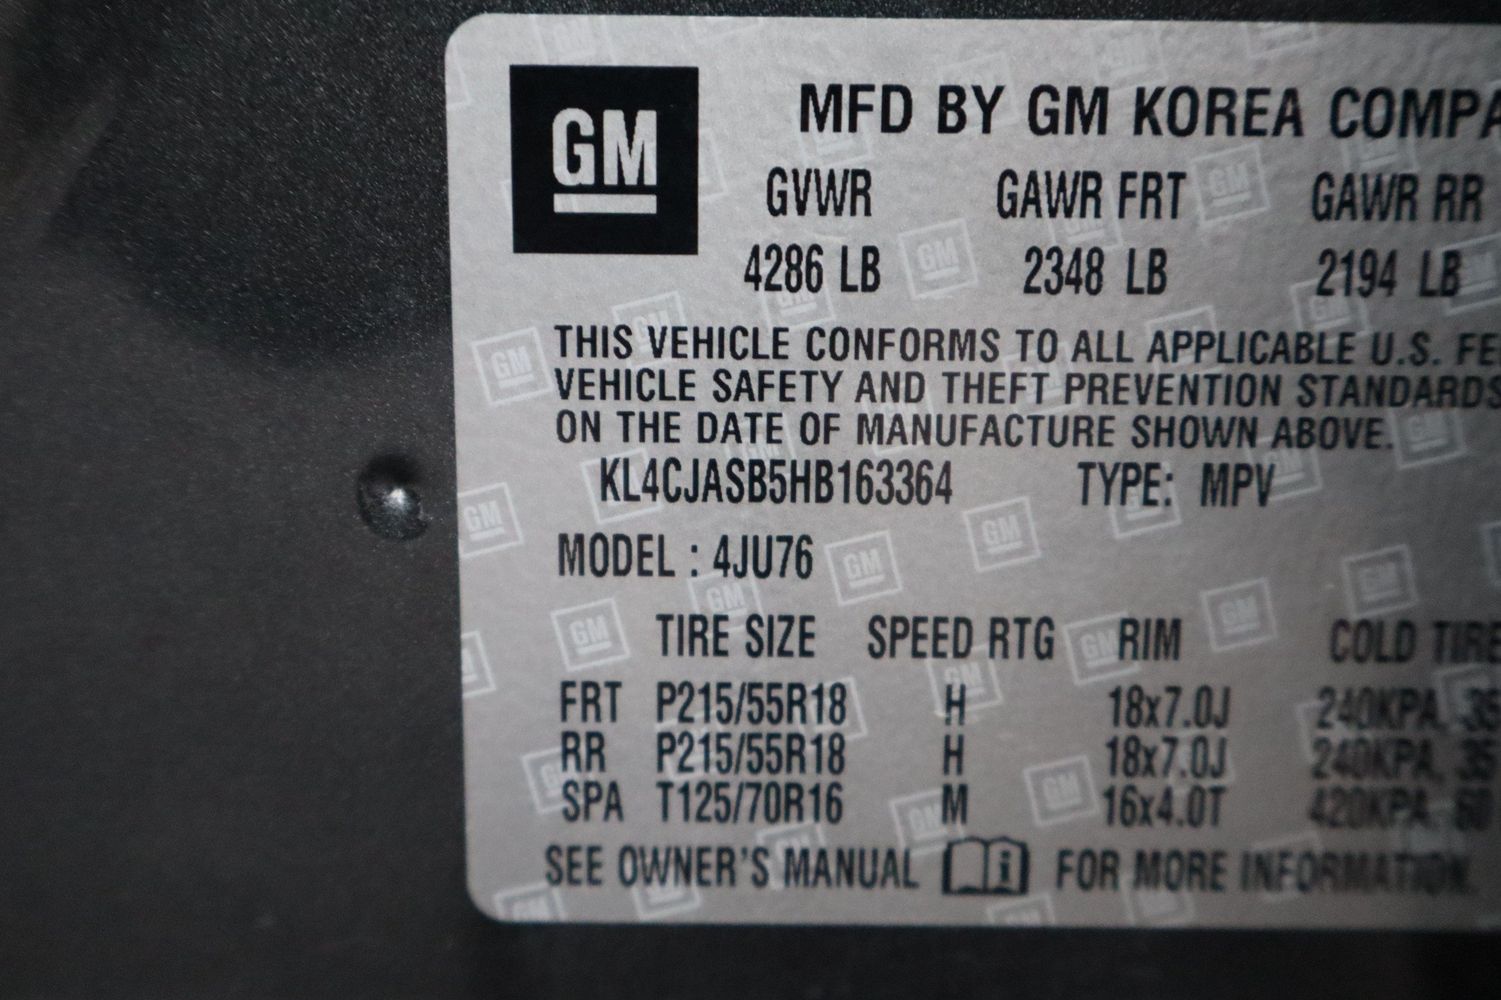 GM
MFD BY GM KOREA COMPA
GVWR GAWR FRT GAWR RR
4286 LB 2348 LB 2194 LB
THIS VEHICLE CONFORMS TO ALL APPLICABLE U.S. FE
VEHICLE SAFETY AND THEFT PREVENTION STANDARDS
ON THE DATE OF MANUFACTURE SHOWN ABOVE.
KL4CJASB5HB163364 TYPE: MPV
MODEL : 4JU76
TIRE SIZE SPEED RTG RIM COLD TIRE
FRT P215/55R18 H 18x7.0J 240KPA, 35
RR P215/55R18 H 18x7.0J 240KPA, 35
SPA T125/70R16 M 16x4.0T 420KPA, 60
SEE OWNER'S MANUAL FOR MORE INFORMATION